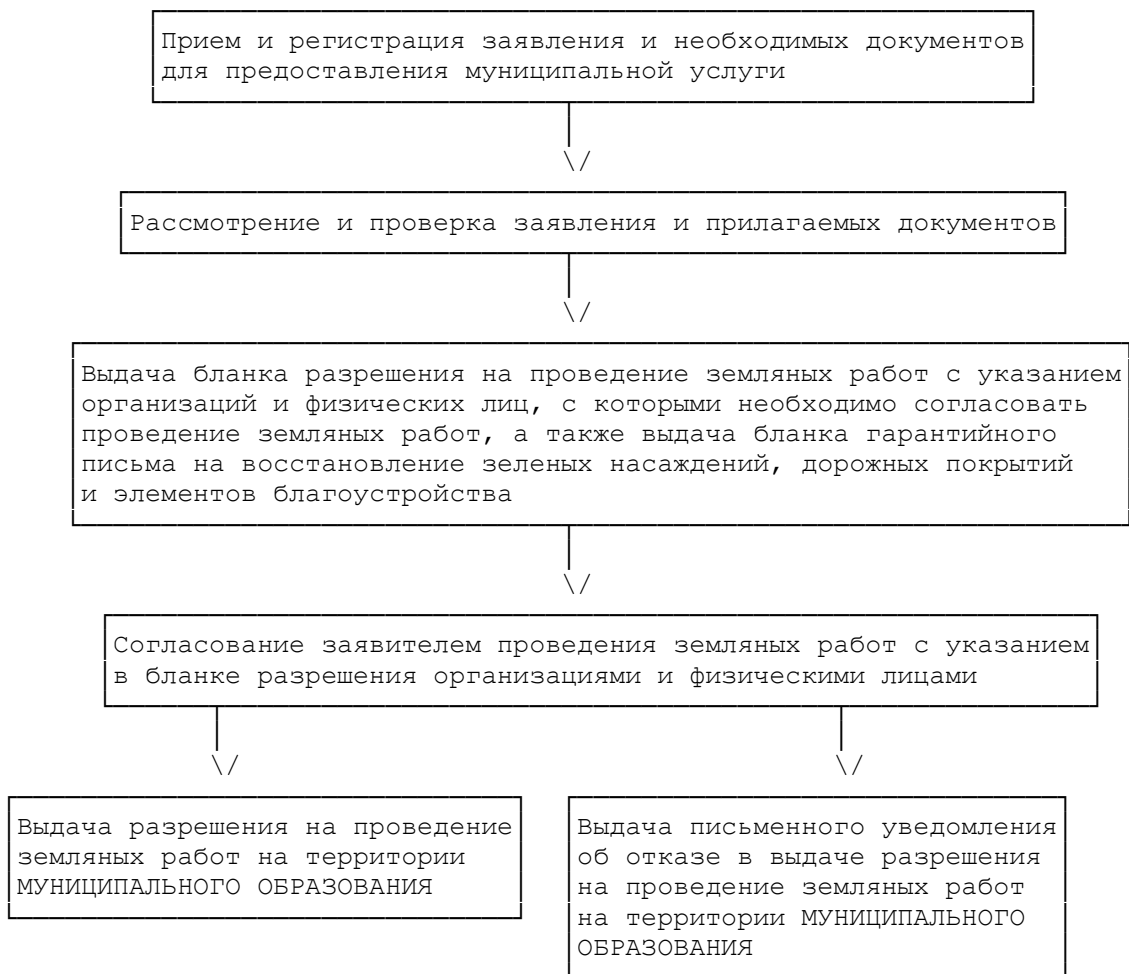 Прием и регистрация заявления и необходимых документов
для предоставления муниципальной услуги
Рассмотрение и проверка заявления и прилагаемых документов
Выдача бланка разрешения на проведение земляных работ с указанием
организаций и физических лиц, с которыми необходимо согласовать
проведение земляных работ, а также выдача бланка гарантийного
письма на восстановление зеленых насаждений, дорожных покрытий
и элементов благоустройства
Согласование заявителем проведения земляных работ с указанием
в бланке разрешения организациями и физическими лицами
Выдача разрешения на проведение
земляных работ на территории
МУНИЦИПАЛЬНОГО ОБРАЗОВАНИЯ
Выдача письменного уведомления
об отказе в выдаче разрешения
на проведение земляных работ
на территории МУНИЦИПАЛЬНОГО
ОБРАЗОВАНИЯ